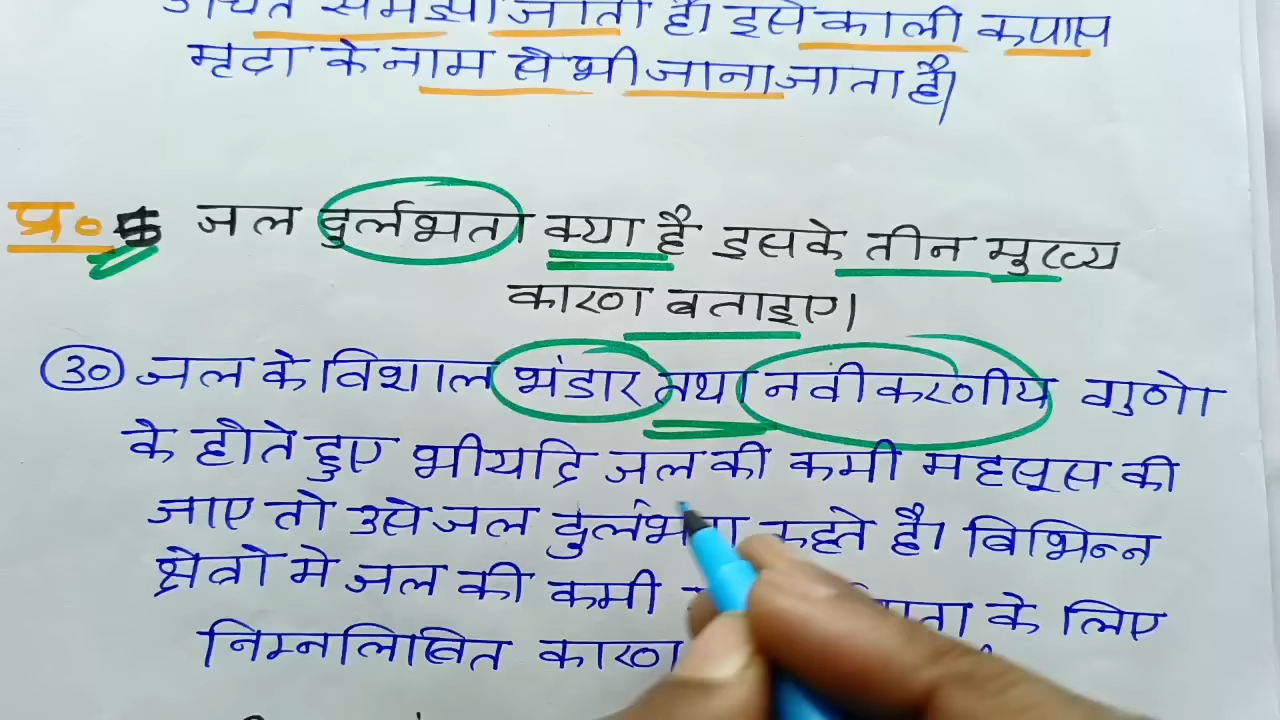 समझा जाता है। इसे काली कपास
मृदा के नाम से भी जाना जाता है।
प्र० 5 जल दुर्लभता क्या है इसके तीन मुख्य
कारण बताइए।
उ० जल के विशाल भंडार तथा नवीकरणीय गुणो
के होते हुए भी यदि जल की कमी महसूस की
जाए तो उसे जल दुर्लभता कहते है। विभिन्न
क्षेत्रो मे जल की कमी के लिए
निम्नलिखित कारण